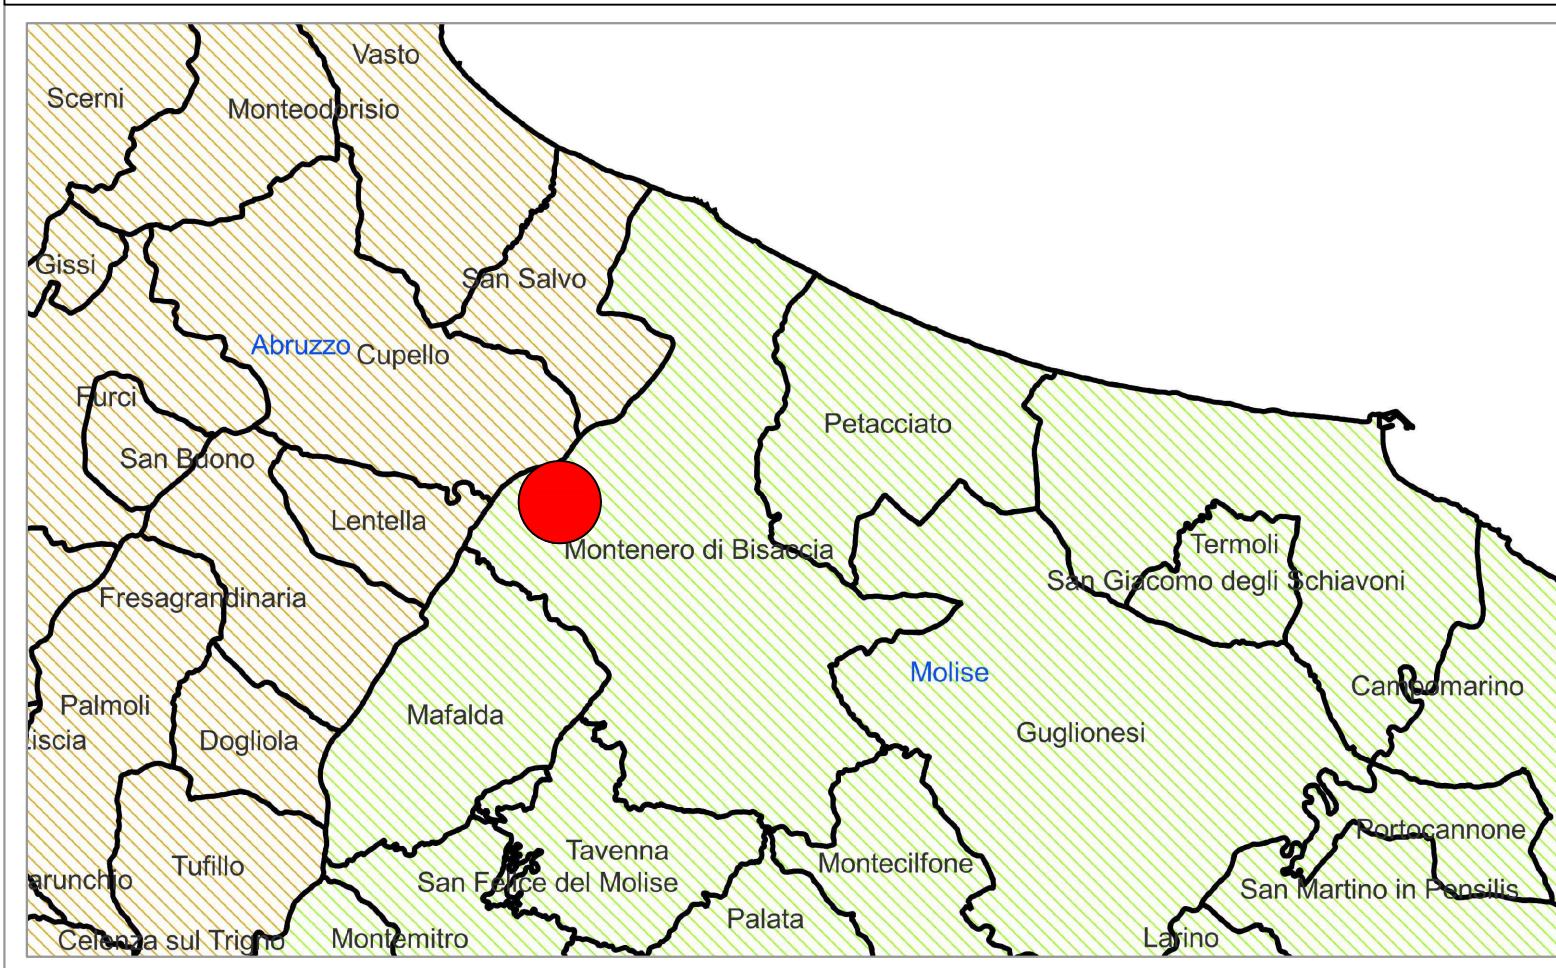 Vasto
Scerni
Monteodorisio
Gissi
San Salvo
Abruzzo
Cupello
Furci
Petacciato
San Buono
Lentella
Montenero di Bisaccia
Termoli
San Giacomo degli Schiavoni
Fresagrandinaria
Molise
Campomarino
Palmoli
Mafalda
Guglionesi
Liscia
Dogliola
Portocannone
Tavenna
Tufillo
Montecilfone
arunchio
San Felice del Molise
San Martino in Pensilis
Palata
Celenza sul Trigno
Montemitro
Larino